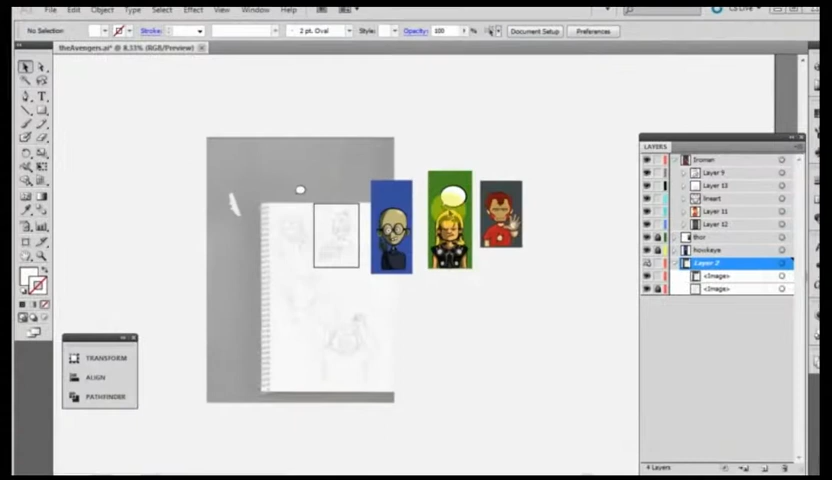 File Edit Object Type Select Effect View Window Help
No Selection Stroke: 2 pt. Oval Style: Opacity: 100 % Document Setup Preferences
theAvengers.ai* @ 8,33% (RGB/Preview)
LAYERS
Ironman
Layer 9
Layer 13
lineart
Layer 11
Layer 12
thor
hawkeye
Layer 2
<Image>
<Image>
TRANSFORM
ALIGN
PATHFINDER
4 Layers